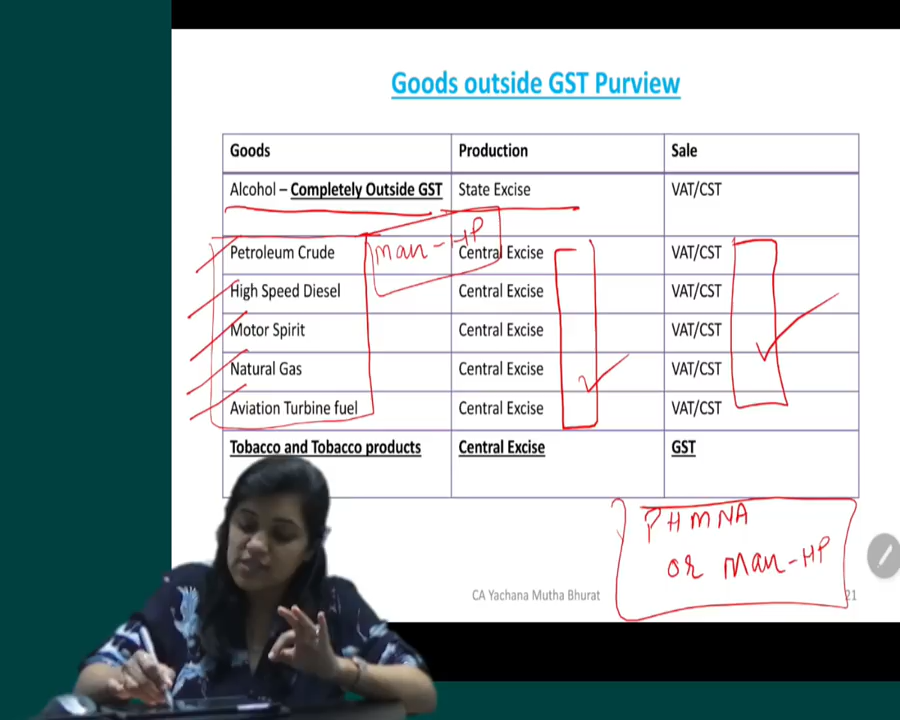 Goods outside GST Purview
Goods Production Sale
Alcohol – Completely Outside GST State Excise VAT/CST
man-HP
Petroleum Crude Central Excise VAT/CST
High Speed Diesel Central Excise VAT/CST
Motor Spirit Central Excise VAT/CST
Natural Gas Central Excise VAT/CST
Aviation Turbine fuel Central Excise VAT/CST
Tobacco and Tobacco products Central Excise GST
PHMNA
or man-HP
CA Yachana Mutha Bhurat 21